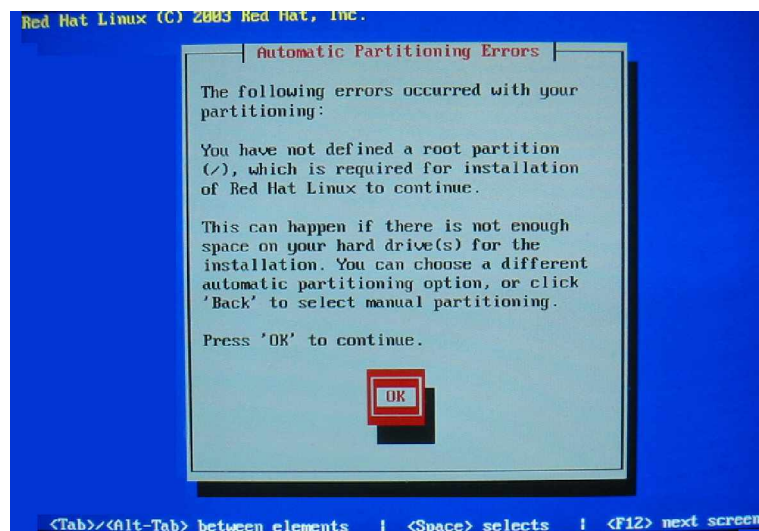 Red Hat Linux (C) 2003 Red Hat, Inc.
Automatic Partitioning Errors
The following errors occurred with your
partitioning:
You have not defined a root partition
(/), which is required for installation
of Red Hat Linux to continue.
This can happen if there is not enough
space on your hard drive(s) for the
installation. You can choose a different
automatic partitioning option, or click
'Back' to select manual partitioning.
Press 'OK' to continue.
OK
<Tab>/<Alt-Tab> between elements | <Space> selects | <F12> next screen